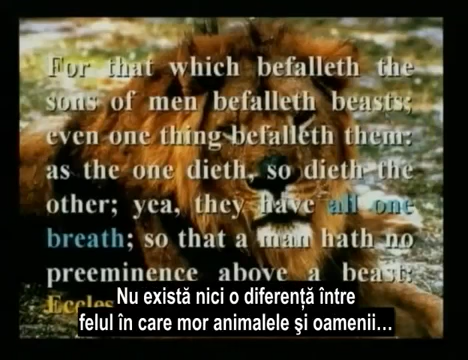 For that which befalleth the
sons of men befalleth beasts;
even one thing befalleth them:
as the one dieth, so dieth the
other; yea, they have all one
breath; so that a man hath no
preeminence above a beast:
Eccles
Nu există nici o diferenţă între
felul în care mor animalele şi oamenii...